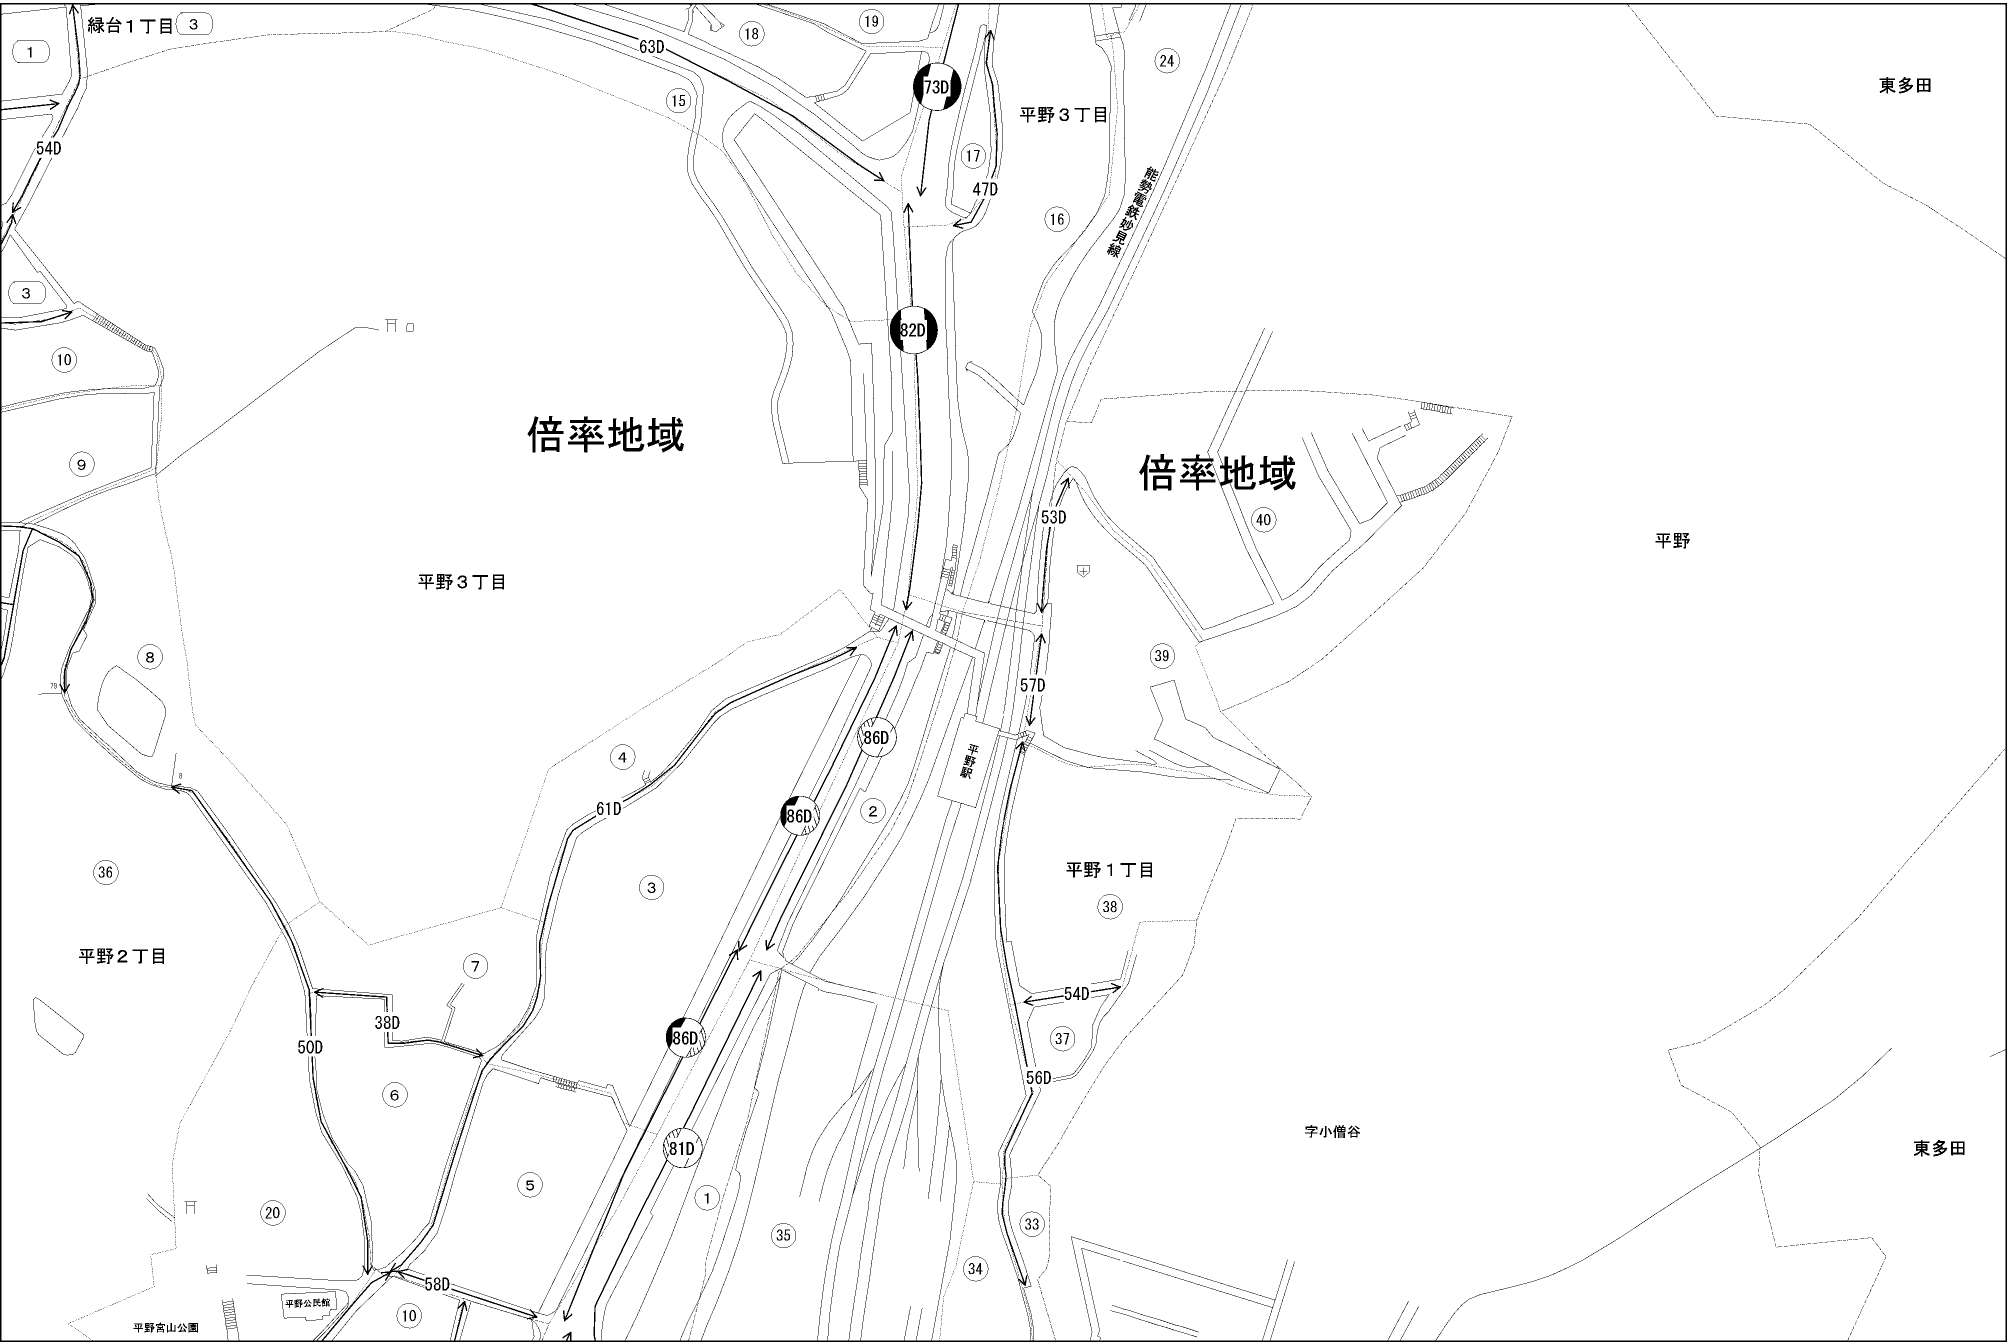 緑台１丁目
3
1
63D
18
19
24
東多田
15
73D
平野３丁目
54D
17
47D
能勢電鉄妙見線
16
3
10
82D
倍率地域
倍率地域
9
53D
40
平野
平野３丁目
8
39
78
57D
86D
4
平野駅
8
61D
86D
2
36
3
平野１丁目
38
平野２丁目
7
54D
38D
50D
86D
37
56D
6
字小僧谷
81D
東多田
5
1
20
33
35
34
58D
平野公民館
10
平野宮山公園